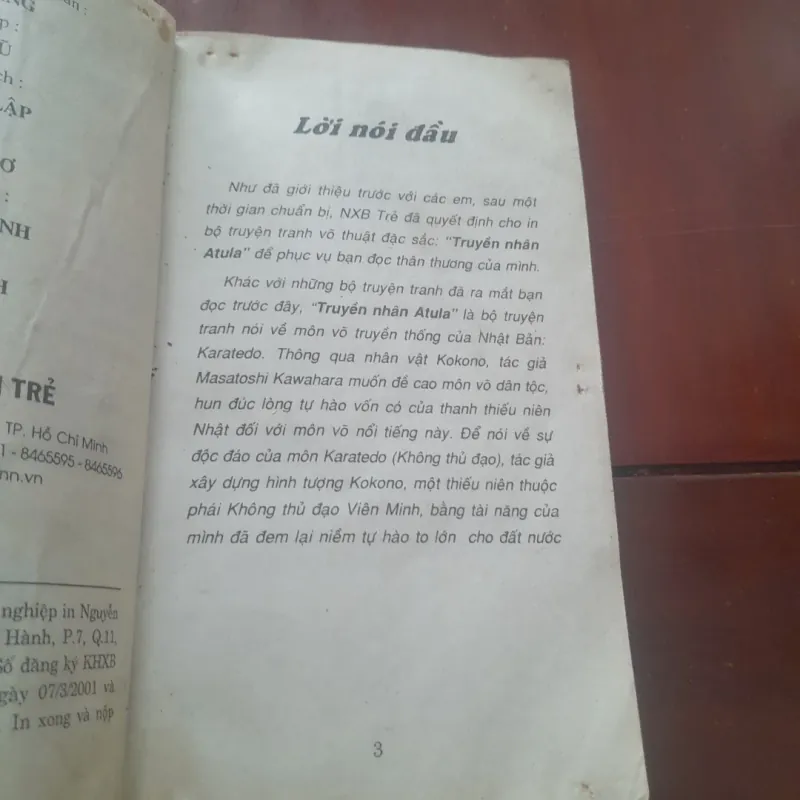 NG
p :
Ũ
ch :
LẬP
Ơ
:
NH
H
TRẺ
TP. Hồ Chí Minh
1 - 8465595 - 8465596
nn.vn
nghiệp in Nguyễn
Hành, P.7, Q.11,
Số đăng ký KHXB
gày 07/3/2001 và
In xong và nộp
Lời nói đầu
Như đã giới thiệu trước với các em, sau một
thời gian chuẩn bị, NXB Trẻ đã quyết định cho in
bộ truyện tranh võ thuật đặc sắc: “Truyền nhân
Atula” để phục vụ bạn đọc thân thương của mình.
Khác với những bộ truyện tranh đã ra mắt bạn
đọc trước đây, “Truyền nhân Atula” là bộ truyện
tranh nói về môn võ truyền thống của Nhật Bản:
Karatedo. Thông qua nhân vật Kokono, tác giả
Masatoshi Kawahara muốn đề cao môn võ dân tộc,
hun đúc lòng tự hào vốn có của thanh thiếu niên
Nhật đối với môn võ nổi tiếng này. Để nói về sự
độc đáo của môn Karatedo (Không thủ đạo), tác giả
xây dựng hình tượng Kokono, một thiếu niên thuộc
phái Không thủ đạo Viên Minh, bằng tài năng của
mình đã đem lại niềm tự hào to lớn cho đất nước
3